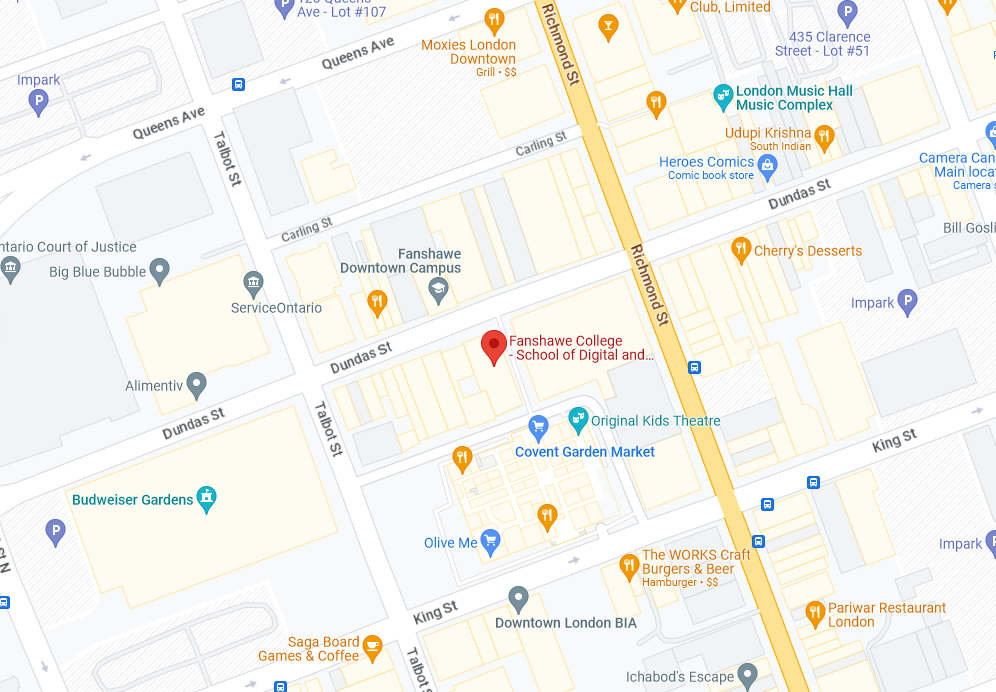 Ave - Lot #107
Club, Limited
Moxies London
Downtown
Grill • $$
Queens Ave
Richmond St
435 Clarence
Street - Lot #51
Impark
P
London Music Hall
Music Complex
Queens Ave
Talbot St
Carling St
Udupi Krishna
South Indian
Heroes Comics
Comic book store
Camera Can
Main loca
Camera s
Dundas St
Carling St
Bill Gosli
ntario Court of Justice
Big Blue Bubble
Fanshawe
Downtown Campus
Cherry's Desserts
Richmond St
ServiceOntario
Impark
P
Fanshawe College
- School of Digital and...
Dundas St
Alimentiv
Dundas St
Talbot St
Original Kids Theatre
Covent Garden Market
King St
Budweiser Gardens
P
Olive Me
St N
Impark
P
The WORKS Craft
Burgers & Beer
Hamburger • $$
King St
Downtown London BIA
Pariwar Restaurant
London
Saga Board
Games & Coffee
Talbot S
Ichabod's Escape